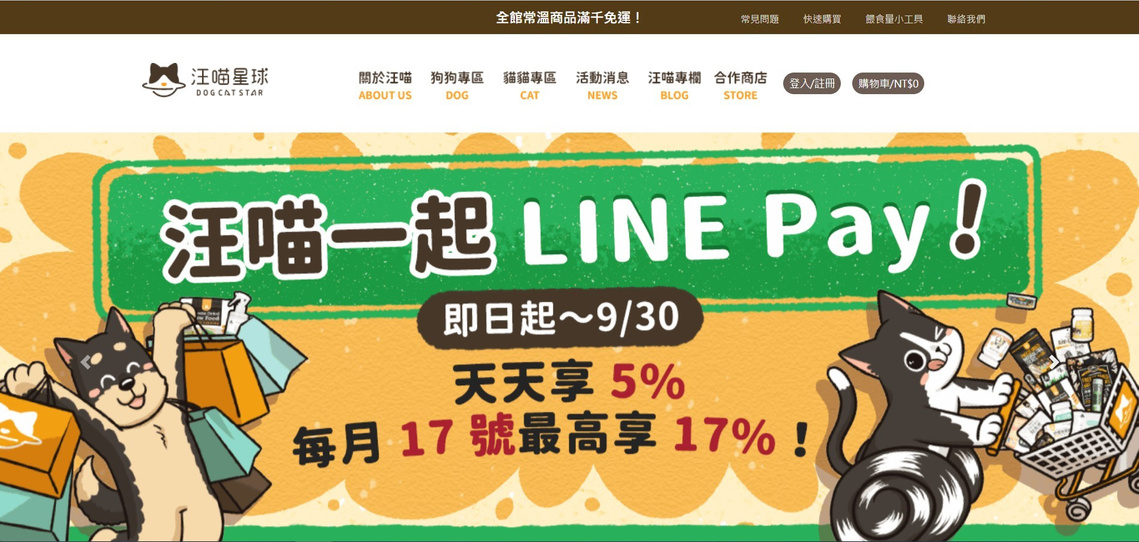 全館常溫商品滿千免運！
常見問題 快速購買 餵食量小工具 聯絡我們
汪喵星球
DOG CAT STAR
關於汪喵 狗狗專區 貓貓專區 活動消息 汪喵專欄 合作商店
ABOUT US DOG CAT NEWS BLOG STORE
登入/註冊 購物車/NT$0
汪喵一起 LINE Pay！
即日起～9/30
天天享 5%
每月 17 號最高享 17%！